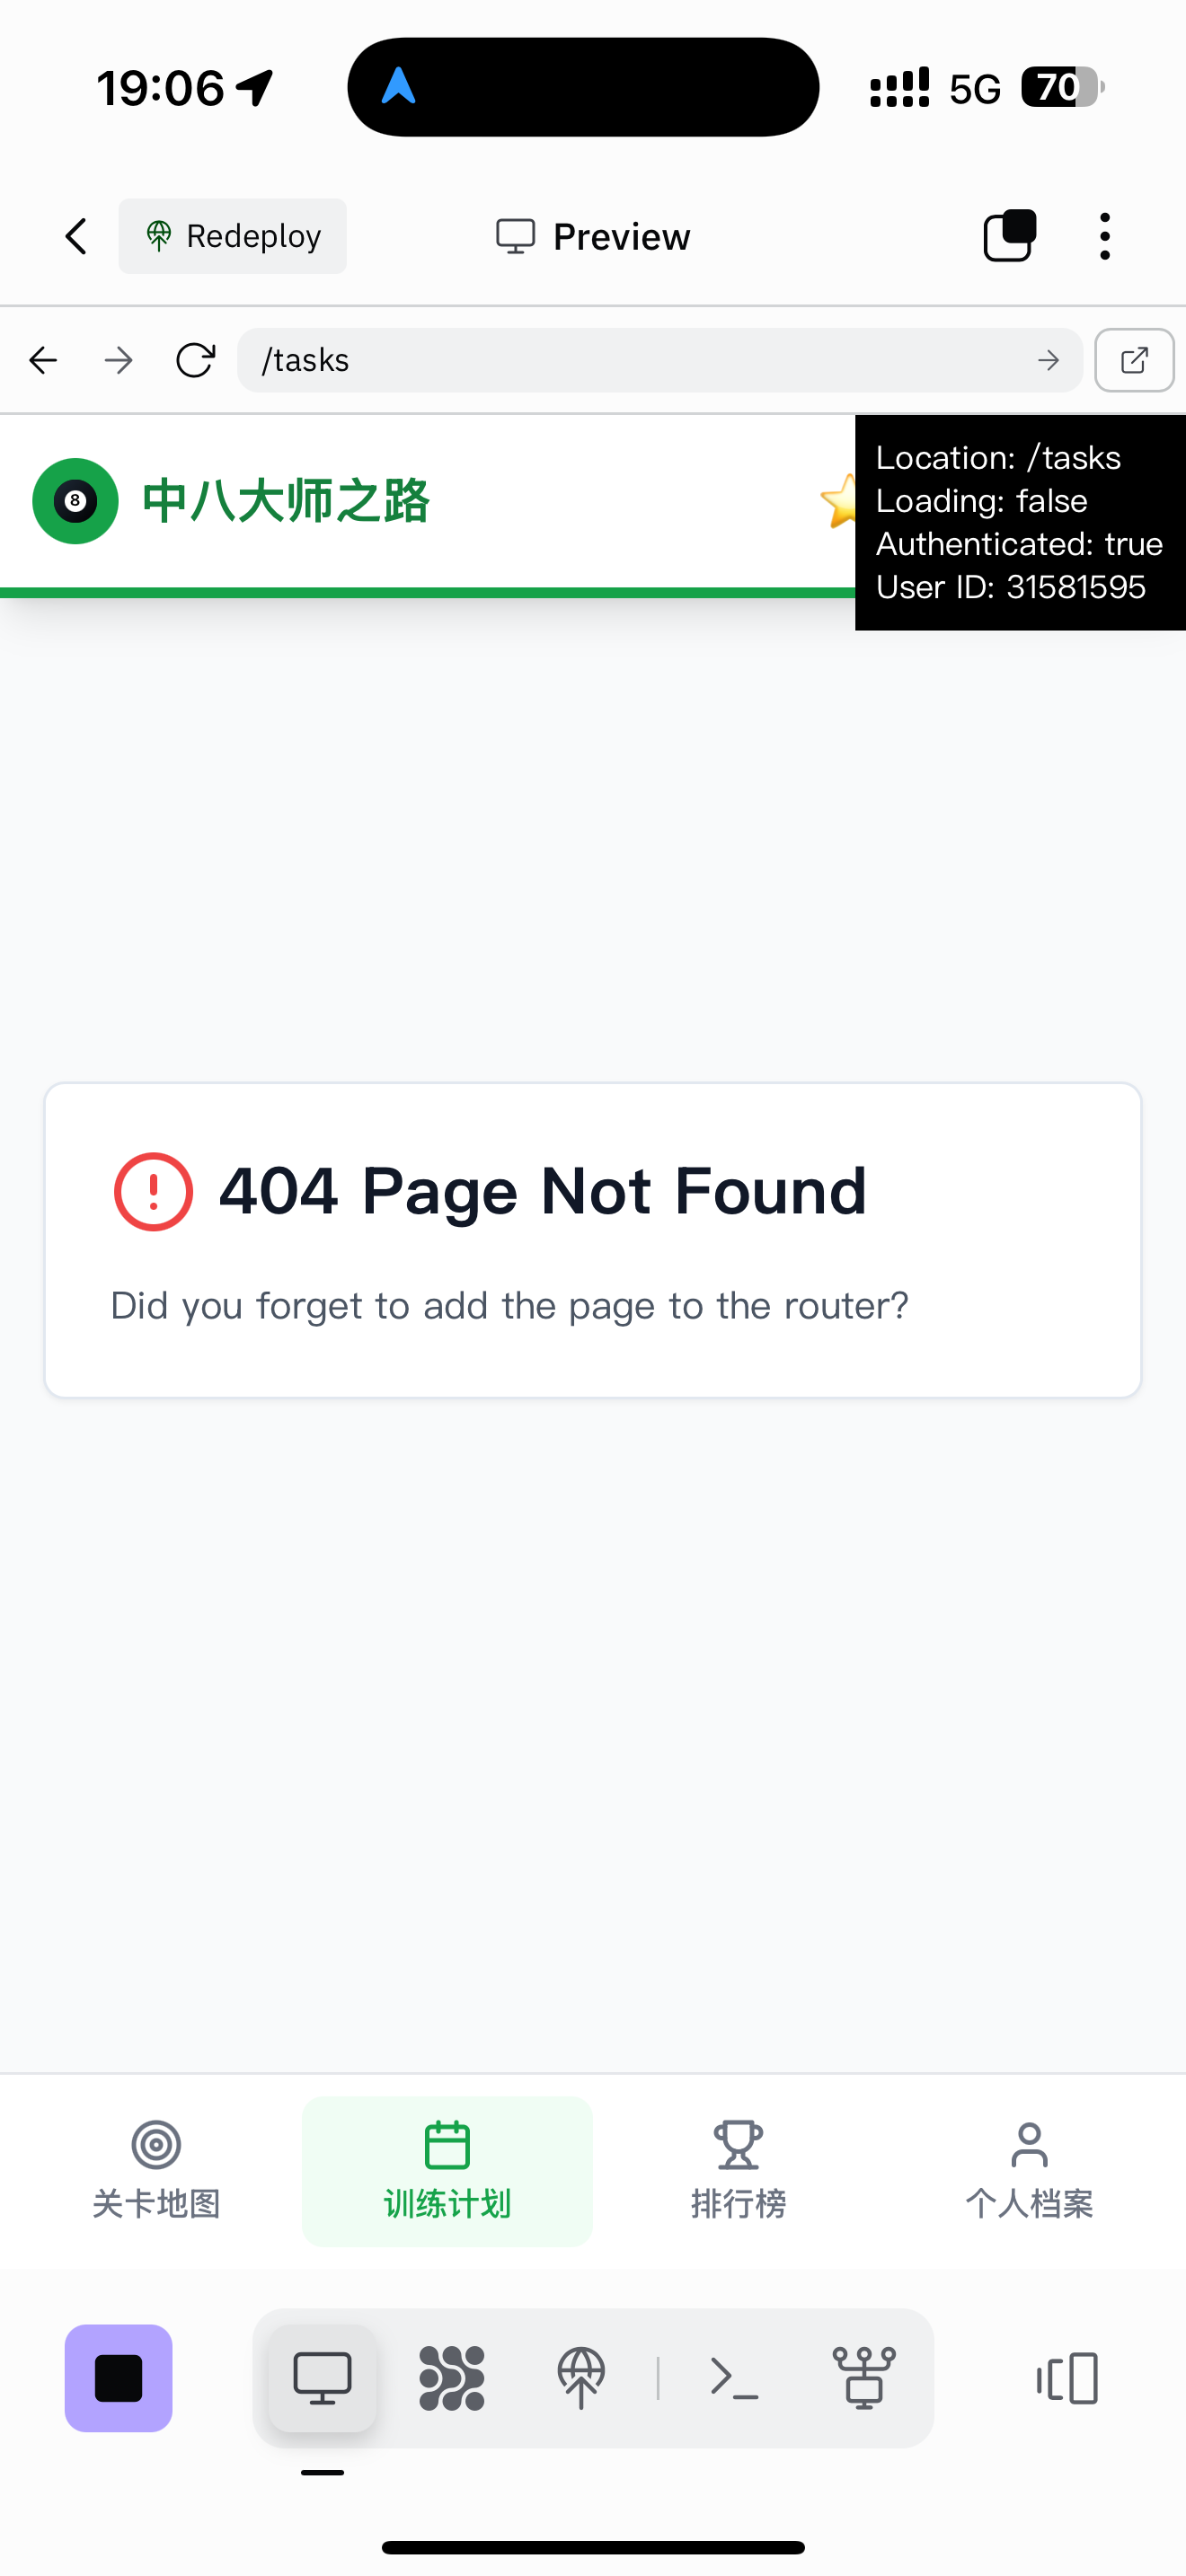 19:06
5G
70
Redeploy
Preview
/tasks
8
中八大师之路
Location: /tasks
Loading: false
Authenticated: true
User ID: 31581595
404 Page Not Found
Did you forget to add the page to the router?
关卡地图
训练计划
排行榜
个人档案